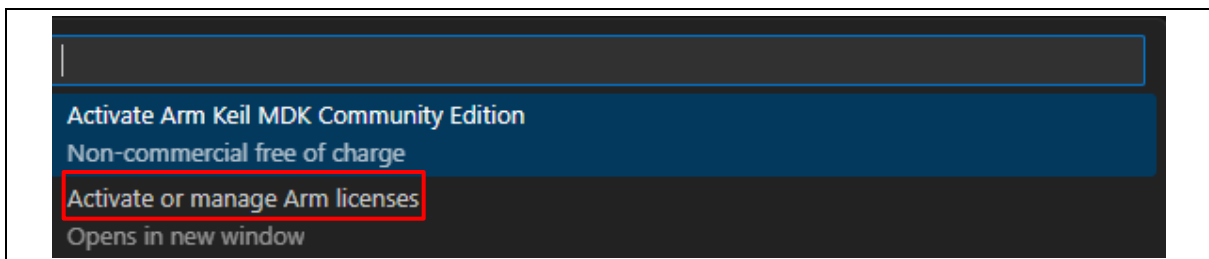 Activate Arm Keil MDK Community Edition
Non-commercial free of charge
Activate or manage Arm licenses
Opens in new window